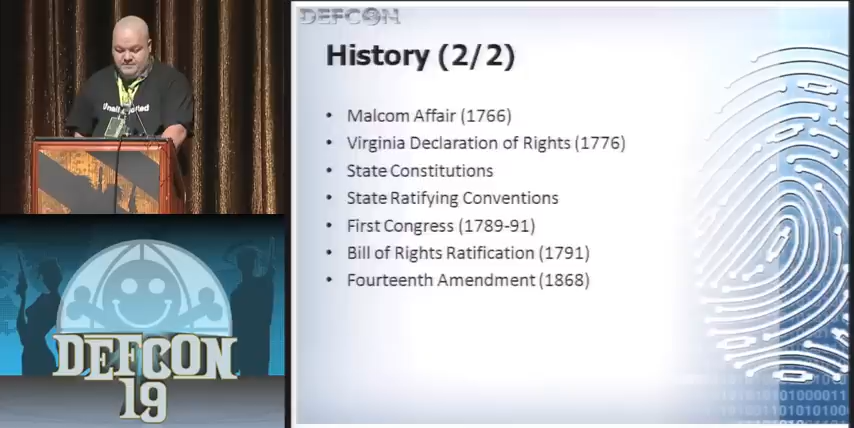 DEFCON
History (2/2)
• Malcom Affair (1766)
• Virginia Declaration of Rights (1776)
• State Constitutions
• State Ratifying Conventions
• First Congress (1789-91)
• Bill of Rights Ratification (1791)
• Fourteenth Amendment (1868)
DEFCON
19